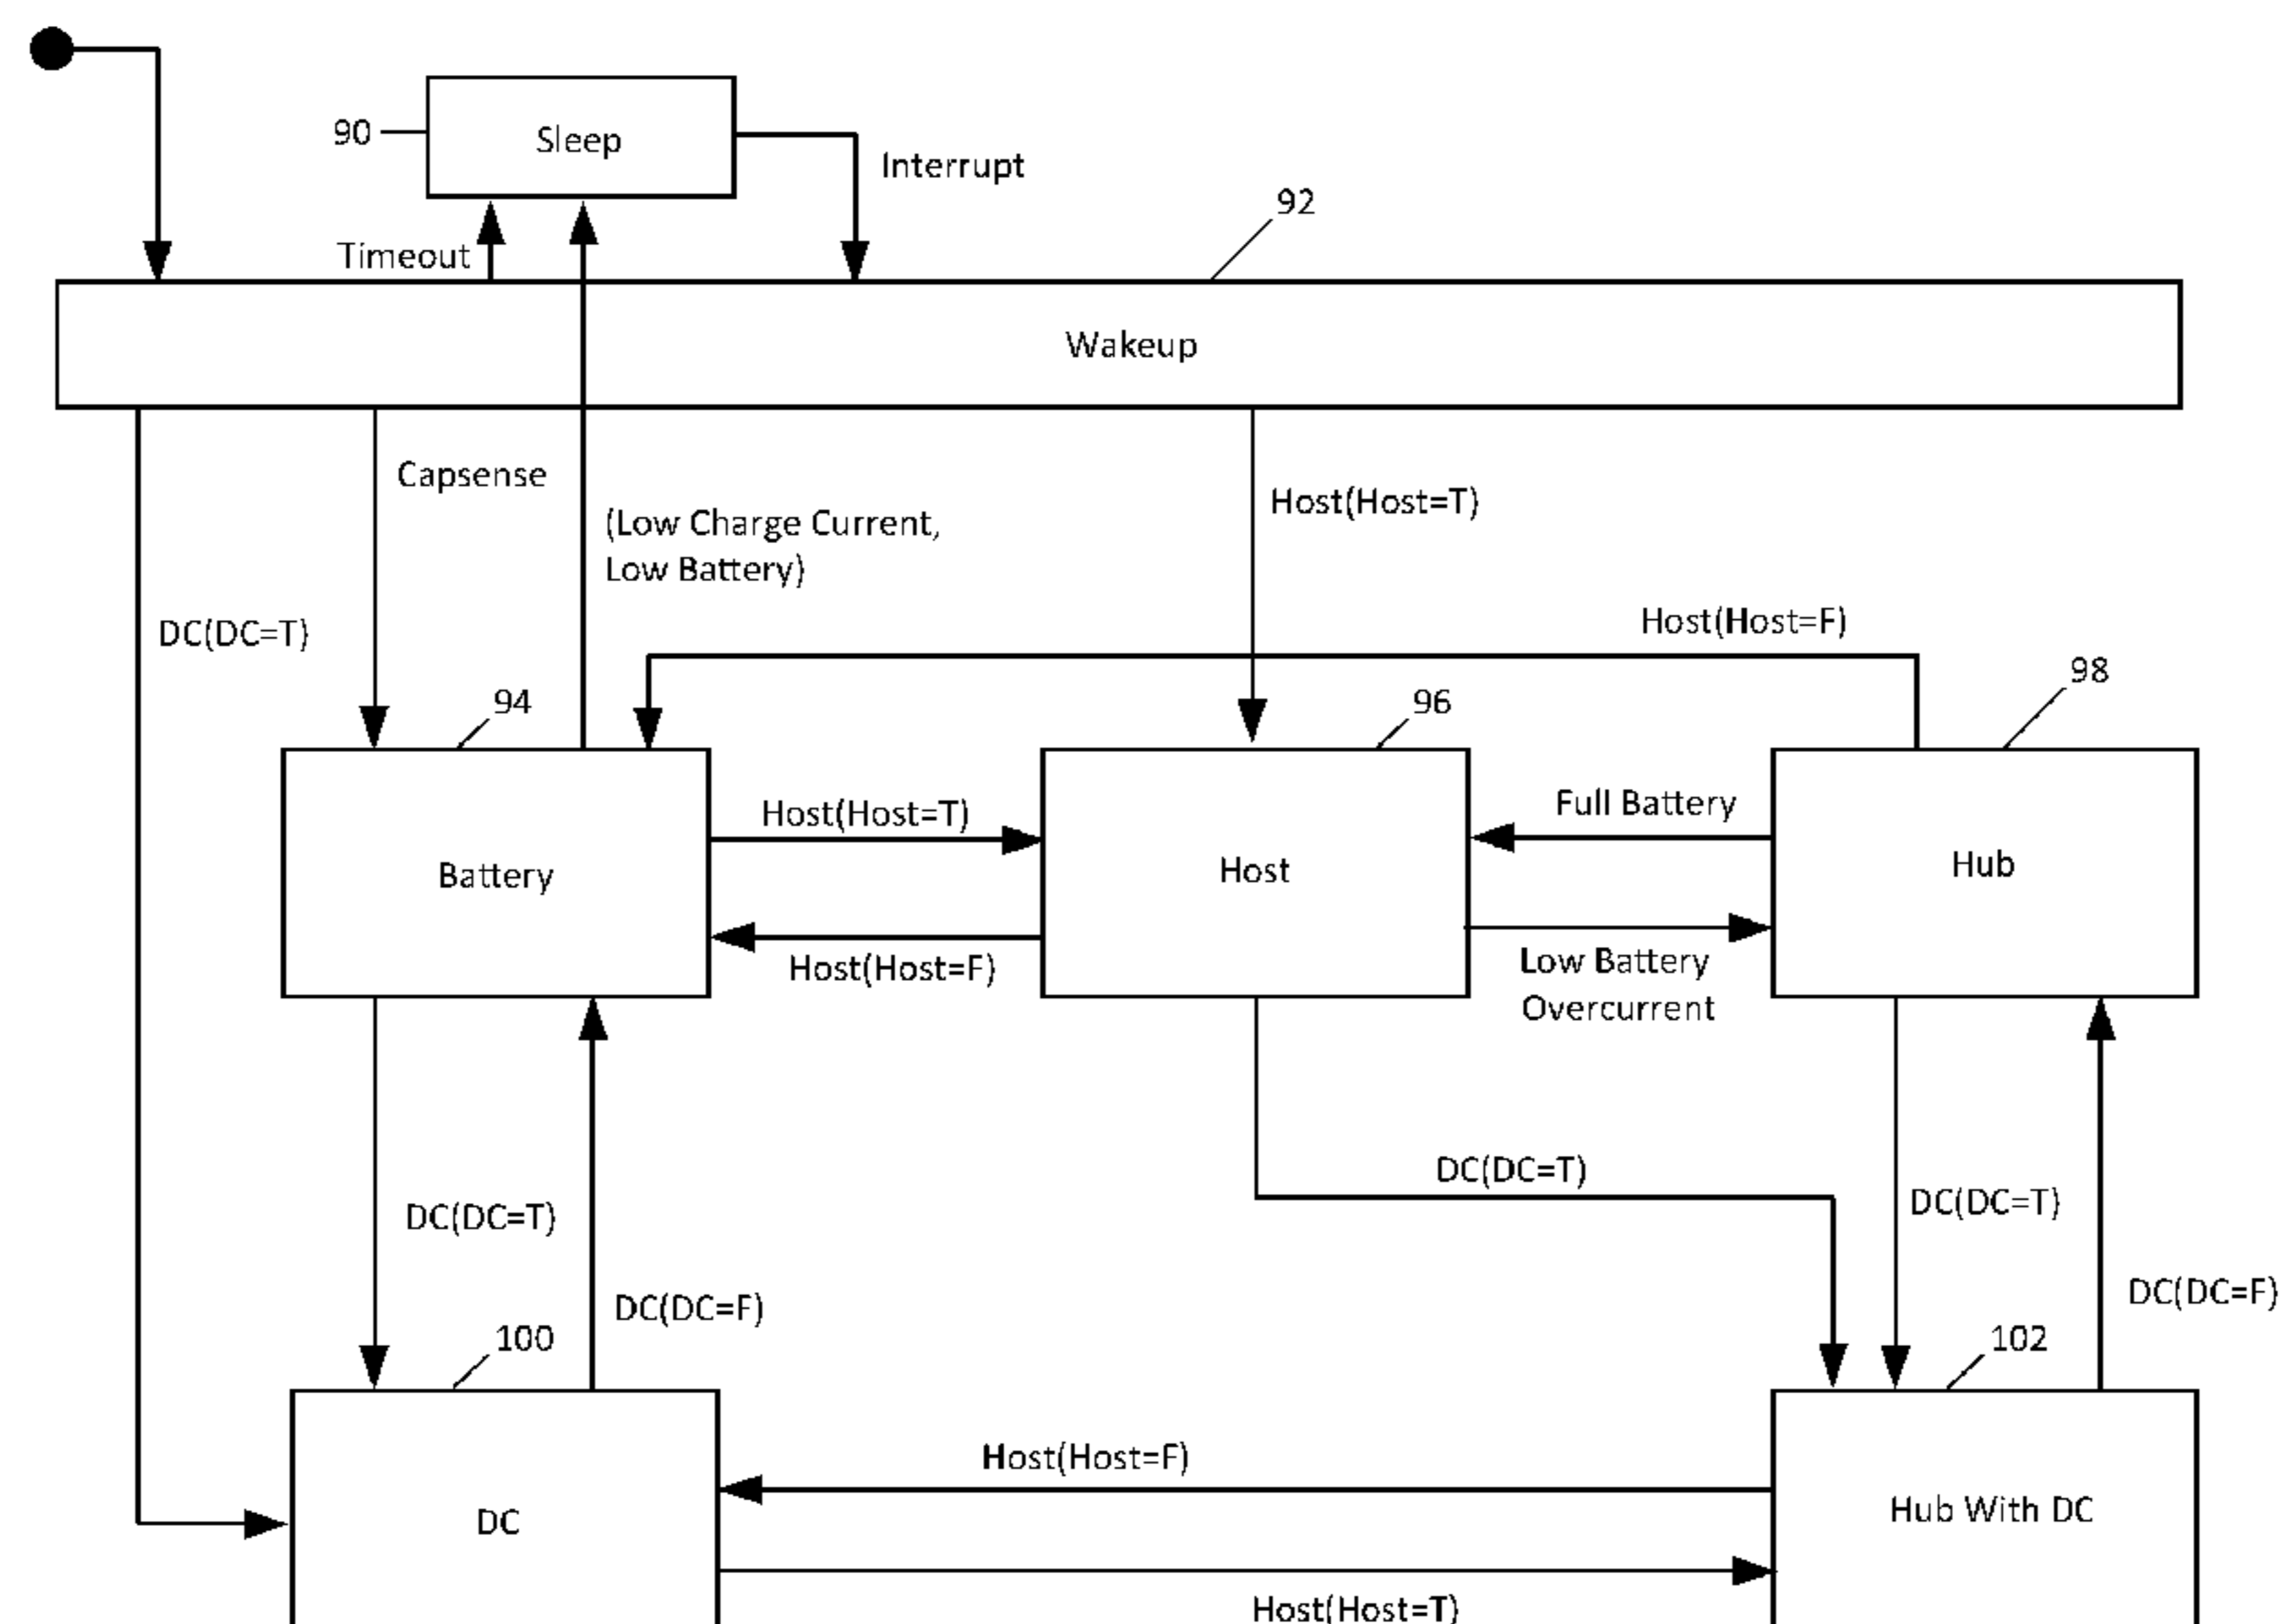 90
Sleep
Interrupt
92
Timeout
Wakeup
Capsense
(Low Charge Current,
Low Battery)
Host(Host=T)
DC(DC=T)
Host(Host=F)
94
96
98
Host(Host=T)
Full Battery
Battery
Host
Hub
Host(Host=F)
Low Battery
Overcurrent
DC(DC=T)
DC(DC=T)
DC(DC=T)
DC(DC=F)
DC(DC=F)
100
102
Host(Host=F)
DC
Hub With DC
Host(Host=T)